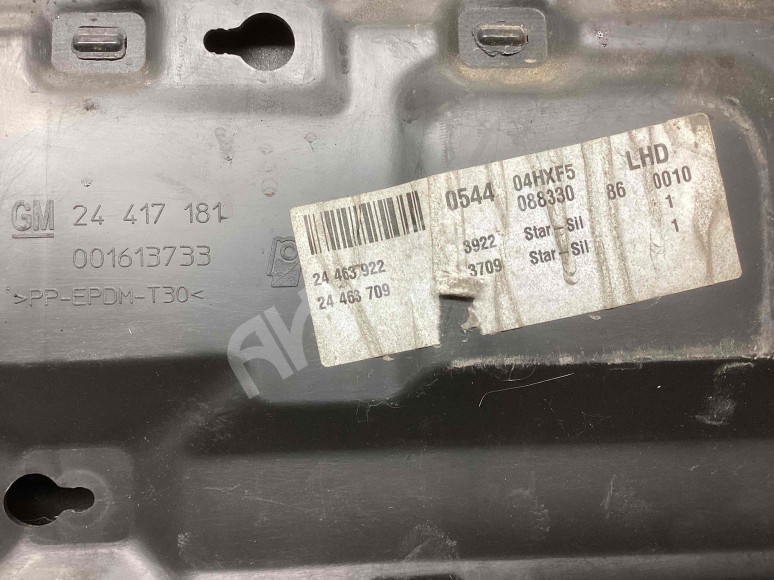 GM 24 417 181
001613733
>PP-EPDM-T30<
0544 04HXF5 LHD
088330 86 0010
24 463 922 3922 Star-Sil 1
24 463 709 3709 Star-Sil 1